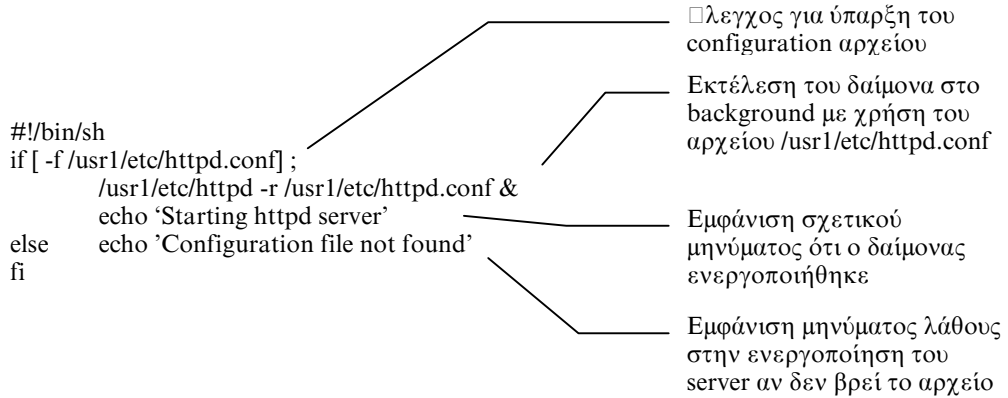 #!/bin/sh
if [ -f /usr1/etc/httpd.conf] ;
/usr1/etc/httpd -r /usr1/etc/httpd.conf &
echo ‘Starting httpd server’
else echo ’Configuration file not found’
fi
□λεγχος για ύπαρξη του
configuration αρχείου
Εκτέλεση του δαίμονα στο
background με χρήση του
αρχείου /usr1/etc/httpd.conf
Εμφάνιση σχετικού
μηνύματος ότι ο δαίμονας
ενεργοποιήθηκε
Εμφάνιση μηνύματος λάθους
στην ενεργοποίηση του
server αν δεν βρεί το αρχείο